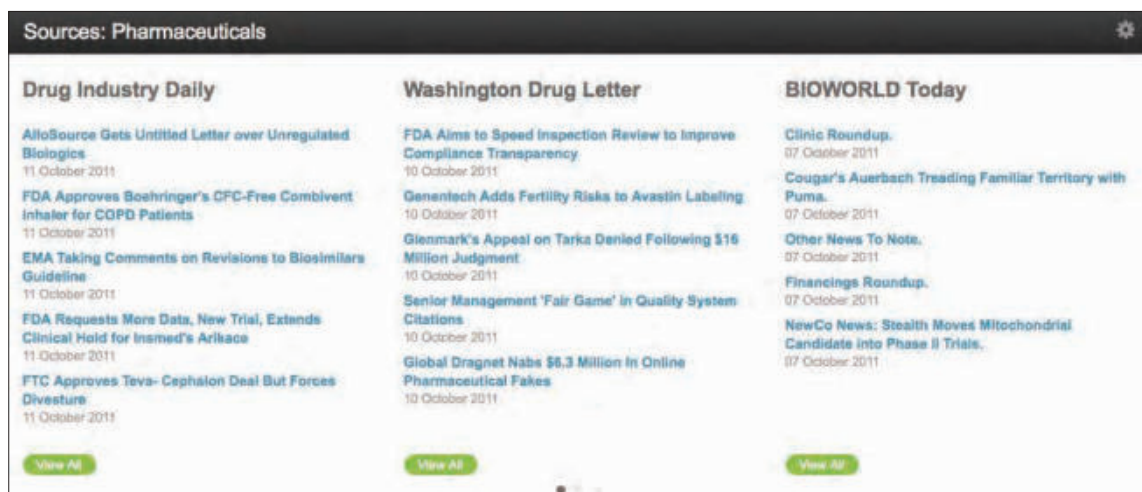 Sources: Pharmaceuticals
Drug Industry Daily
AlloSource Gets Untitled Letter over Unregulated
Biologics
11 October 2011
FDA Approves Boehringer's CFC-Free Combivent
Inhaler for COPD Patients
11 October 2011
EMA Taking Comments on Revisions to Biosimilars
Guideline
11 October 2011
FDA Requests More Data, New Trial, Extends
Clinical Hold for Insmed's Arikace
11 October 2011
FTC Approves Teva- Cephalon Deal But Forces
Divesture
11 October 2011
View All
Washington Drug Letter
FDA Aims to Speed Inspection Review to Improve
Compliance Transparency
10 October 2011
Genentech Adds Fertility Risks to Avastin Labeling
10 October 2011
Glenmark's Appeal on Tarka Denied Following $16
Million Judgment
10 October 2011
Senior Management 'Fair Game' in Quality System
Citations
10 October 2011
Global Dragnet Nabs $6.3 Million in Online
Pharmaceutical Fakes
10 October 2011
View All
BIOWORLD Today
Clinic Roundup.
07 October 2011
Cougar's Auerbach Treading Familiar Territory with
Puma.
07 October 2011
Other News To Note.
07 October 2011
Financings Roundup.
07 October 2011
NewCo News: Stealth Moves Mitochondrial
Candidate into Phase II Trials.
07 October 2011
View All